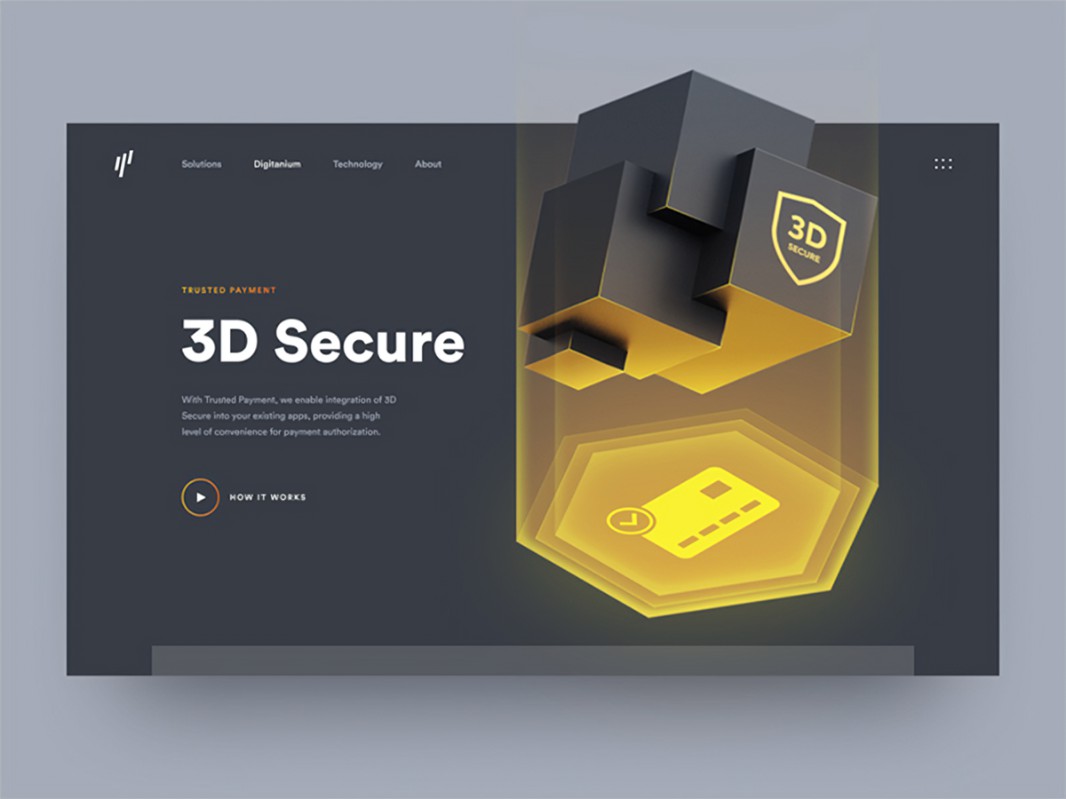 Solutions Digitanium Technology About
3D
SECURE
TRUSTED PAYMENT
3D Secure
With Trusted Payment, we enable integration of 3D
Secure into your existing apps, providing a high
level of convenience for payment authorization.
HOW IT WORKS